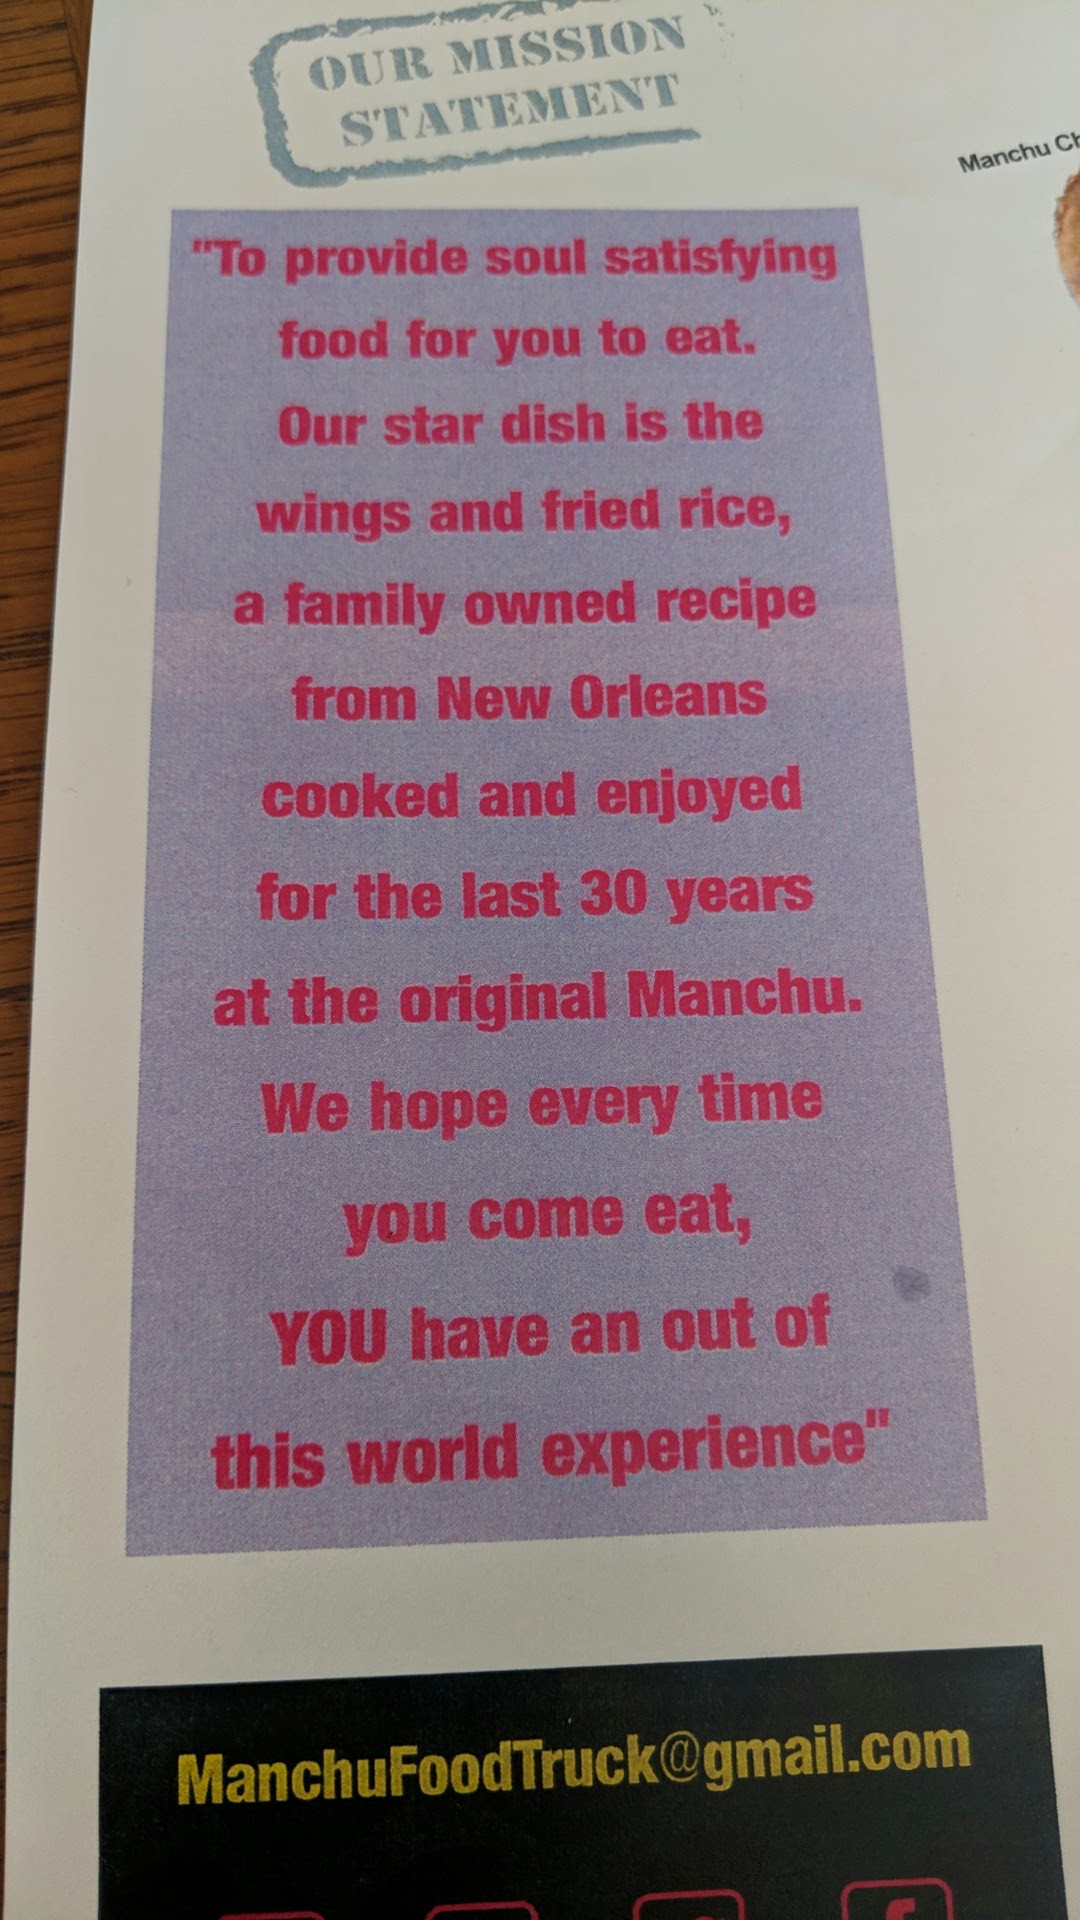 OUR MISSION
STATEMENT
Manchu
"To provide soul satisfying
food for you to eat.
Our star dish is the
wings and fried rice,
a family owned recipe
from New Orleans
cooked and enjoyed
for the last 30 years
at the original Manchu.
We hope every time
you come eat,
YOU have an out of
this world experience"
ManchuFoodTruck@gmail.com